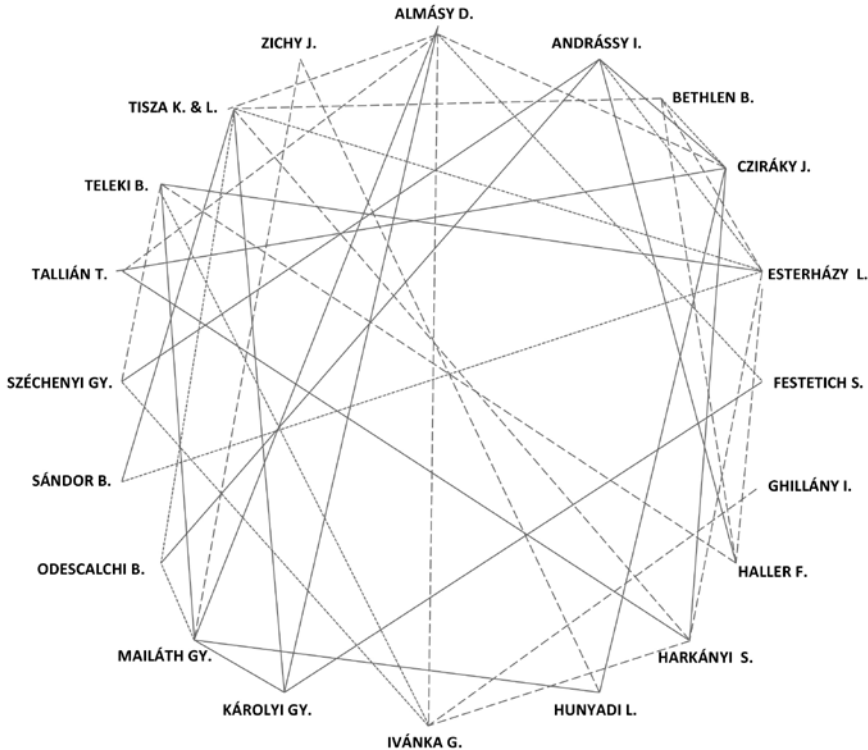 ALMÁSY D.
ZICHY J.
ANDRÁSSY I.
BETHLEN B.
TISZA K. & L.
CZIRÁKY J.
TELEKI B.
TALLIÁN T.
ESTERHÁZY L.
SZÉCHENYI GY.
FESTETICH S.
SÁNDOR B.
GHILLÁNY I.
ODESCALCHI B.
HALLER F.
MAILÁTH GY.
HARKÁNYI S.
KÁROLYI GY.
HUNYADI L.
IVÁNKA G.